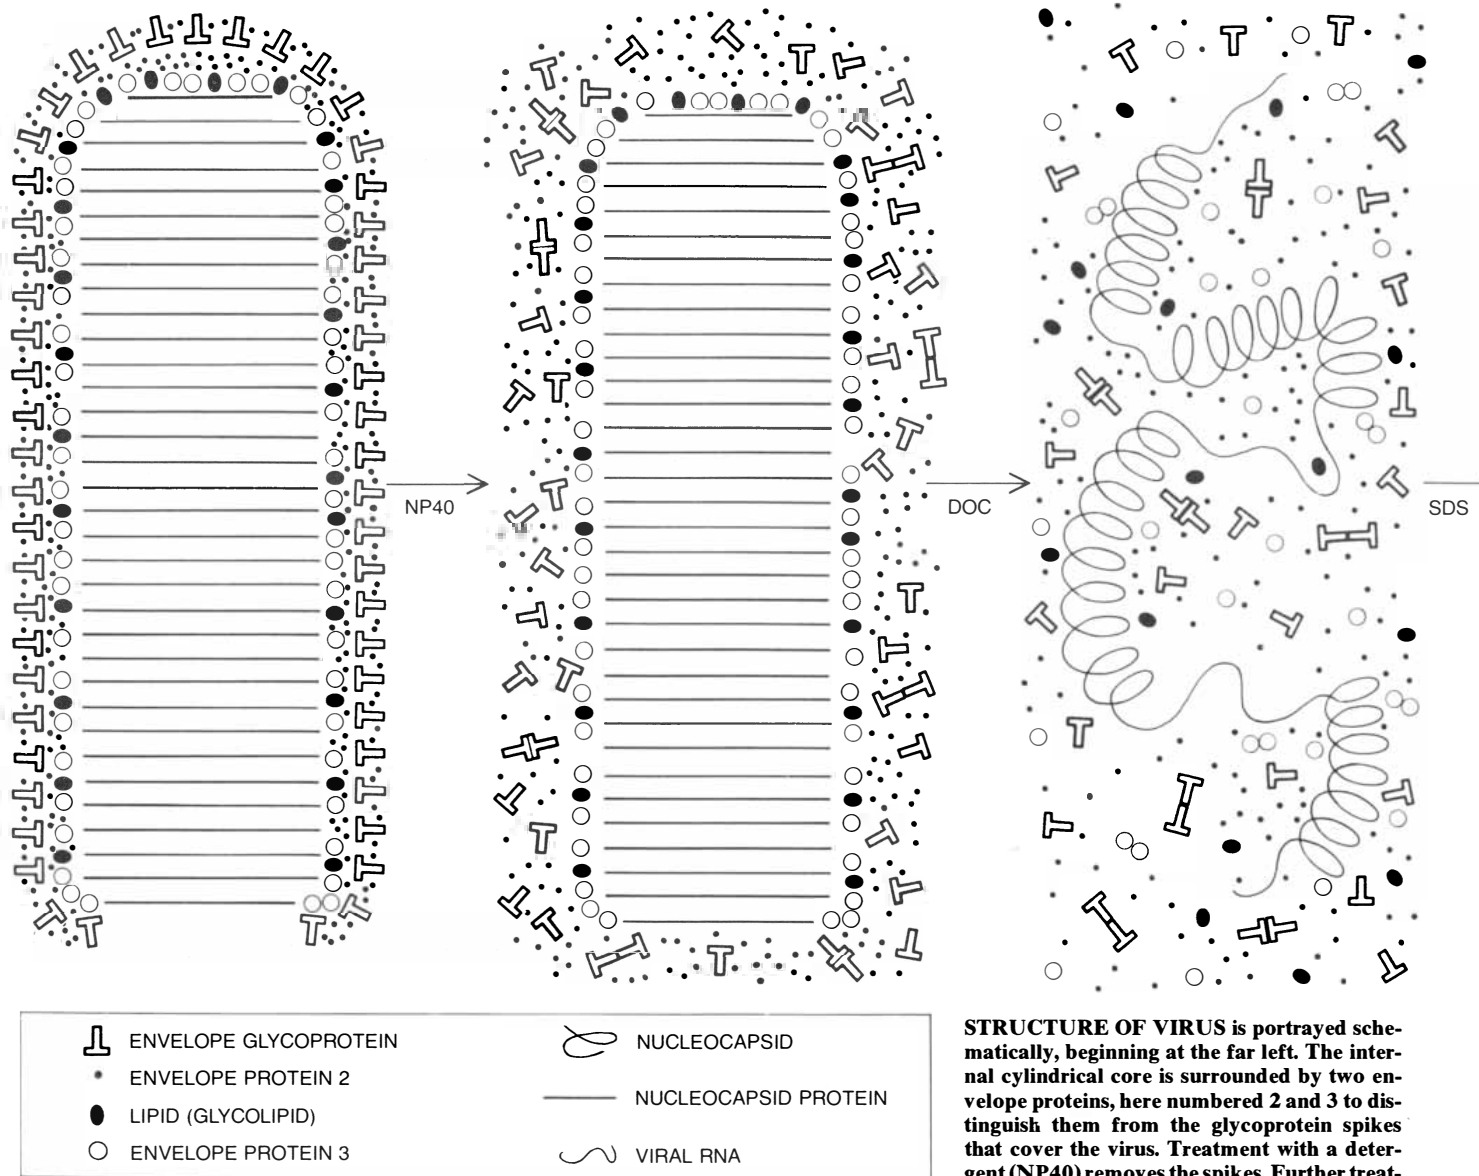 NP40
DOC
SDS
ENVELOPE GLYCOPROTEIN
ENVELOPE PROTEIN 2
LIPID (GLYCOLIPID)
ENVELOPE PROTEIN 3
NUCLEOCAPSID
NUCLEOCAPSID PROTEIN
VIRAL RNA
STRUCTURE OF VIRUS is portrayed sche-
matically, beginning at the far left. The inter-
nal cylindrical core is surrounded by two en-
velope proteins, here numbered 2 and 3 to dis-
tinguish them from the glycoprotein spikes
that cover the virus. Treatment with a deter-
gent (NP40) removes the spikes. Further treat-